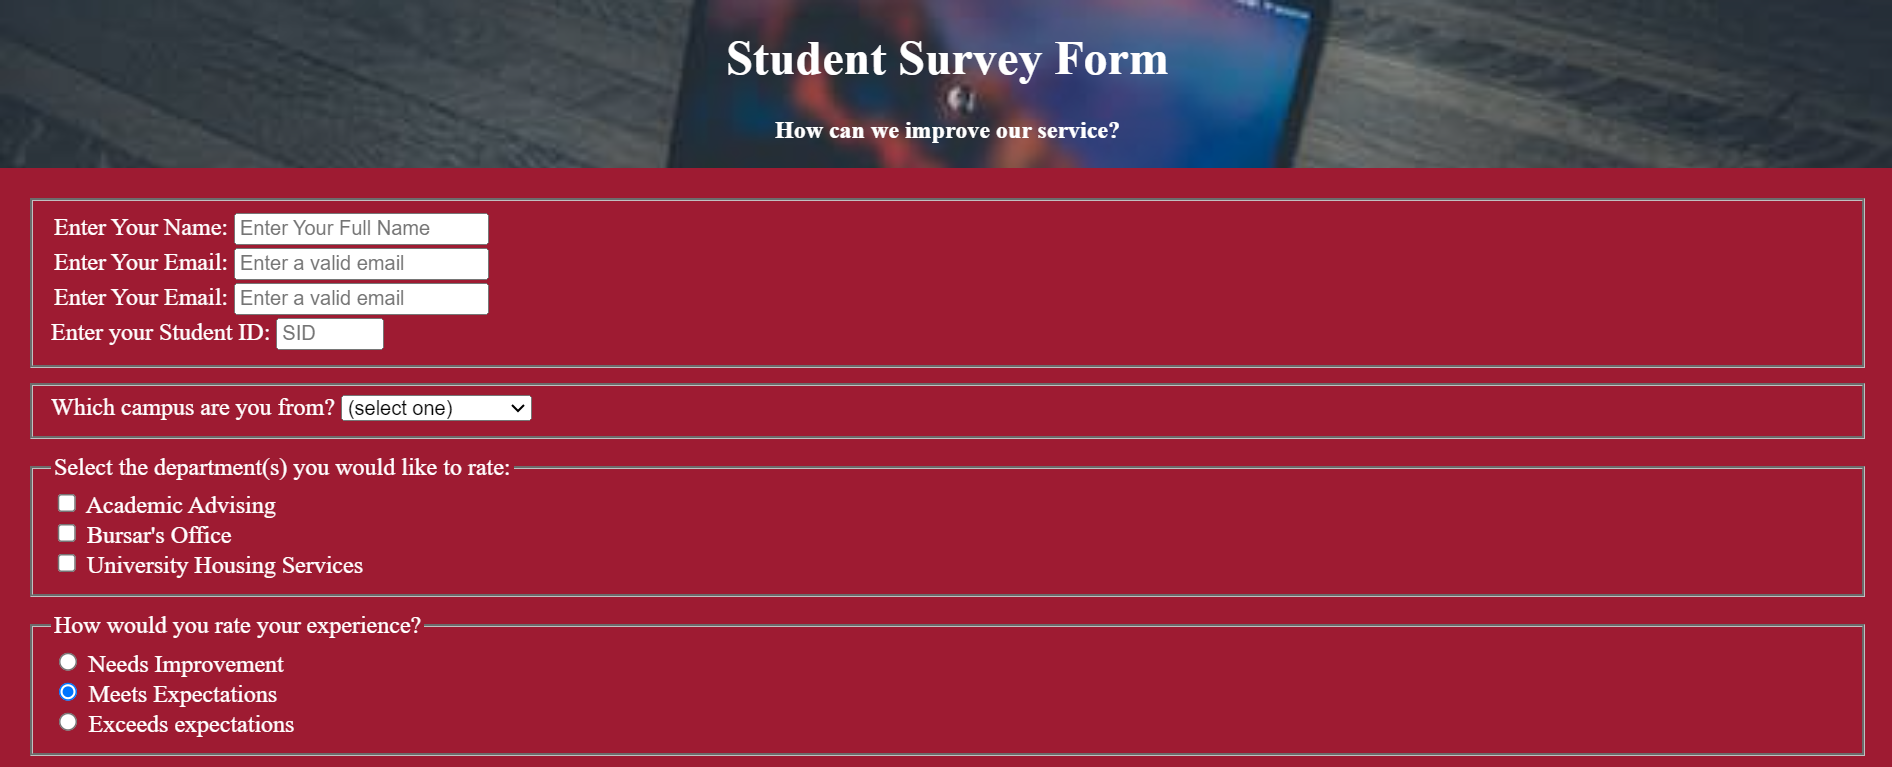 Student Survey Form
How can we improve our service?
Enter Your Name: Enter Your Full Name
Enter Your Email: Enter a valid email
Enter Your Email: Enter a valid email
Enter your Student ID: SID
Which campus are you from? (select one)
Select the department(s) you would like to rate:
Academic Advising
Bursar's Office
University Housing Services
How would you rate your experience?
Needs Improvement
Meets Expectations
Exceeds expectations